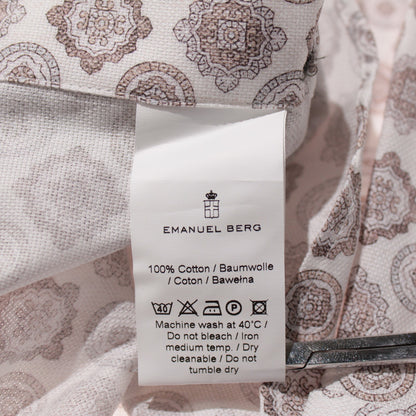 EMANUEL BERG
100% Cotton / Baumwolle
/ Coton / Bawełna
40 P
Machine wash at 40°C /
Do not bleach / Iron
medium temp. / Dry
cleanable / Do not
tumble dry